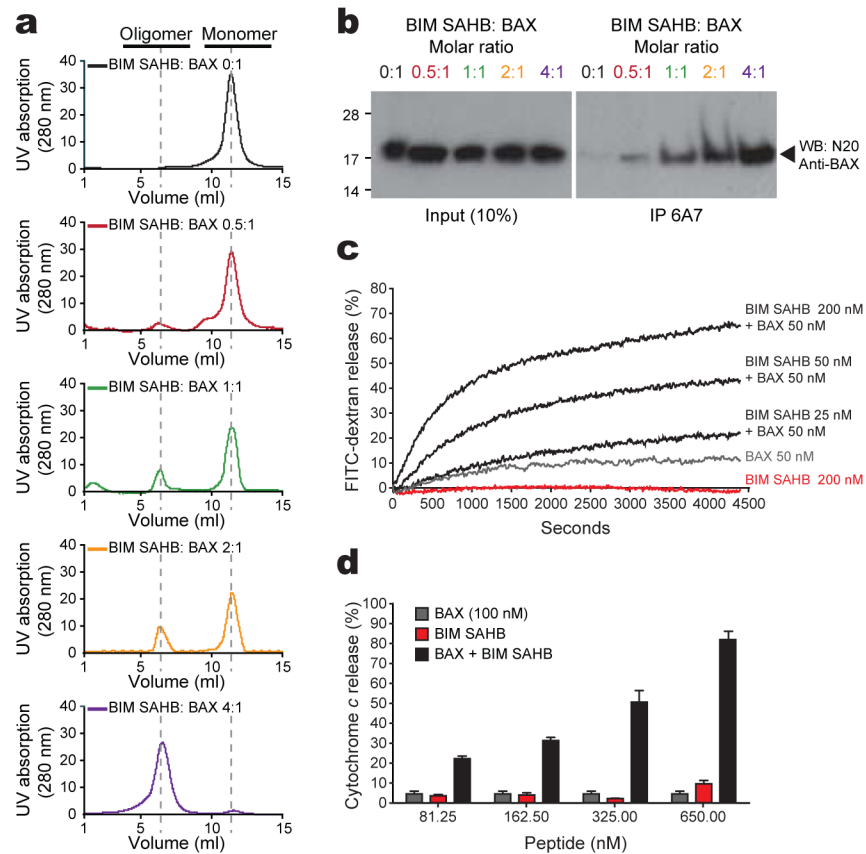 a
Oligomer Monomer
BIM SAHB: BAX 0:1
UV absorption
(280 nm)
40
30
20
10
0
1 5 10 15
Volume (ml)
BIM SAHB: BAX 0.5:1
UV absorption
(280 nm)
40
30
20
10
0
1 5 10 15
Volume (ml)
BIM SAHB: BAX 1:1
UV absorption
(280 nm)
40
30
20
10
0
1 5 10 15
Volume (ml)
BIM SAHB: BAX 2:1
UV absorption
(280 nm)
40
30
20
10
0
1 5 10 15
Volume (ml)
BIM SAHB: BAX 4:1
UV absorption
(280 nm)
40
30
20
10
0
1 5 10 15
Volume (ml)
b
BIM SAHB: BAX BIM SAHB: BAX
Molar ratio Molar ratio
0:1 0.5:1 1:1 2:1 4:1 0:1 0.5:1 1:1 2:1 4:1
28
17
14
WB: N20
Anti-BAX
Input (10%) IP 6A7
c
FITC-dextran release (%)
80
70
60
50
40
30
20
10
0
-10
0 500 1000 1500 2000 2500 3000 3500 4000 4500
Seconds
BIM SAHB 200 nM
+ BAX 50 nM
BIM SAHB 50 nM
+ BAX 50 nM
BIM SAHB 25 nM
+ BAX 50 nM
BAX 50 nM
BIM SAHB 200 nM
d
Cytochrome c release (%)
100
90
80
70
60
50
40
30
20
10
0
BAX (100 nM)
BIM SAHB
BAX + BIM SAHB
81.25 162.50 325.00 650.00
Peptide (nM)